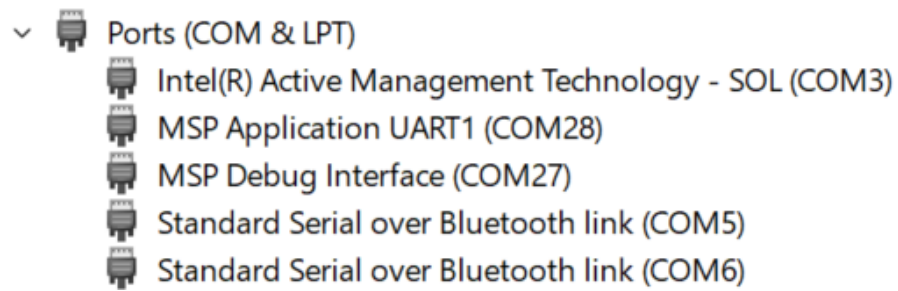 Ports (COM & LPT)
Intel(R) Active Management Technology - SOL (COM3)
MSP Application UART1 (COM28)
MSP Debug Interface (COM27)
Standard Serial over Bluetooth link (COM5)
Standard Serial over Bluetooth link (COM6)